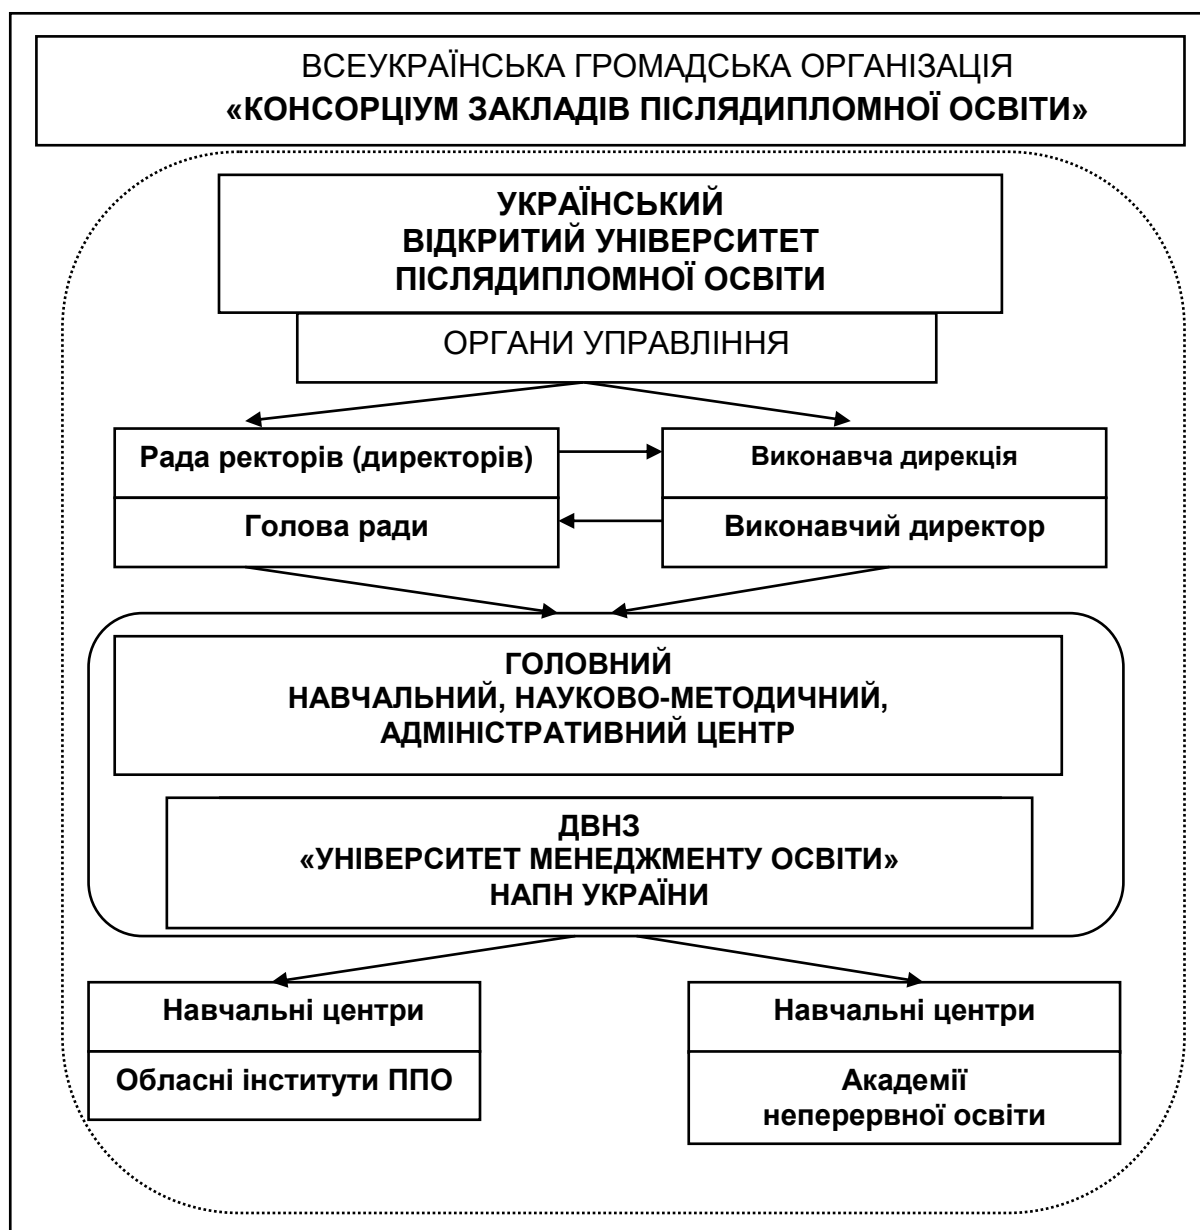 ВСЕУКРАЇНСЬКА ГРОМАДСЬКА ОРГАНІЗАЦІЯ
«КОНСОРЦІУМ ЗАКЛАДІВ ПІСЛЯДИПЛОМНОЇ ОСВІТИ»
УКРАЇНСЬКИЙ
ВІДКРИТИЙ УНІВЕРСИТЕТ
ПІСЛЯДИПЛОМНОЇ ОСВІТИ
ОРГАНИ УПРАВЛІННЯ
Рада ректорів (директорів)
Голова ради
Виконавча дирекція
Виконавчий директор
ГОЛОВНИЙ
НАВЧАЛЬНИЙ, НАУКОВО-МЕТОДИЧНИЙ,
АДМІНІСТРАТИВНИЙ ЦЕНТР
ДВНЗ
«УНІВЕРСИТЕТ МЕНЕДЖМЕНТУ ОСВІТИ»
НАПН УКРАЇНИ
Навчальні центри
Обласні інститути ППО
Навчальні центри
Академії
неперервної освіти